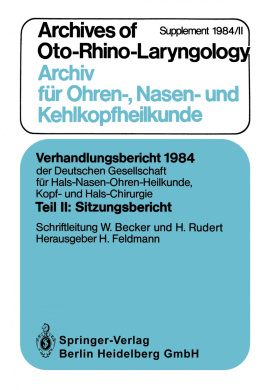 Archives of Supplement 1984/II
Oto-Rhino-Laryngology
Archiv
für Ohren-, Nasen- und
Kehlkopfheilkunde
Verhandlungsbericht 1984
der Deutschen Gesellschaft
für Hals-Nasen-Ohren-Heilkunde,
Kopf- und Hals-Chirurgie
Teil II: Sitzungsbericht
Schriftleitung W. Becker und H. Rudert
Herausgeber H. Feldmann
Springer-Verlag
Berlin Heidelberg GmbH